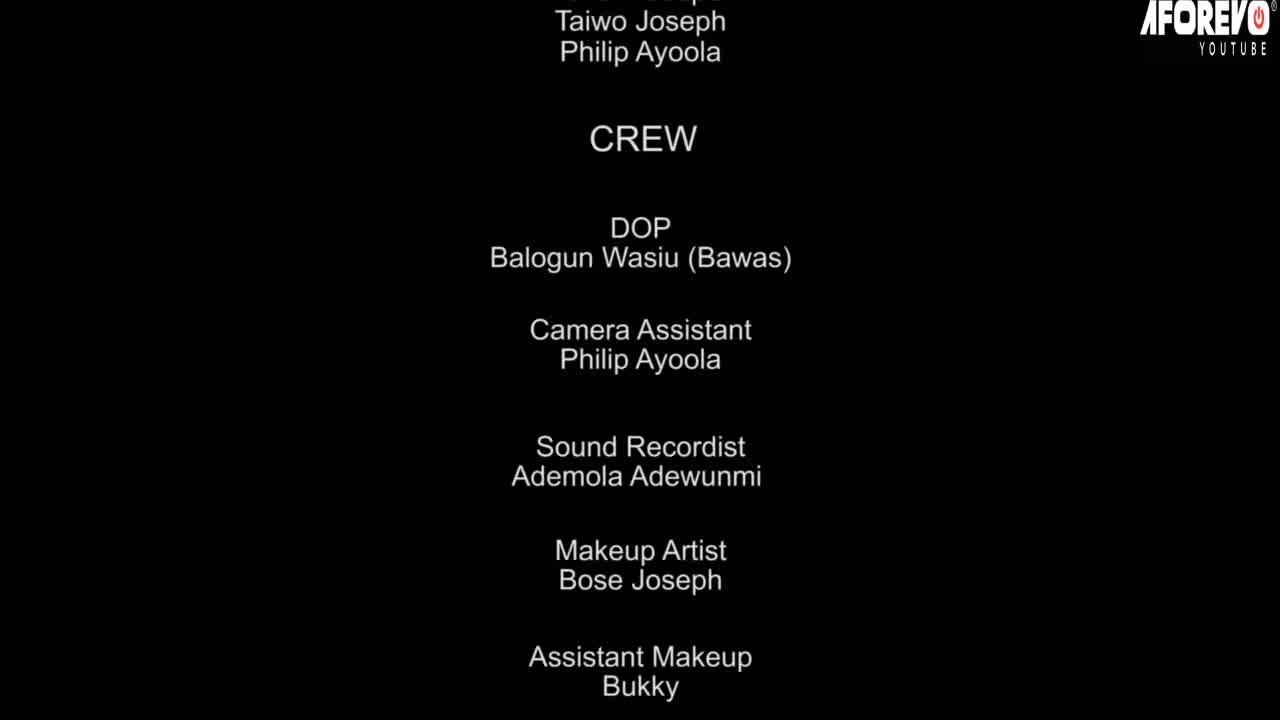 AFOREVO
YOUTUBE
Taiwo Joseph
Philip Ayoola
CREW
DOP
Balogun Wasiu (Bawas)
Camera Assistant
Philip Ayoola
Sound Recordist
Ademola Adewunmi
Makeup Artist
Bose Joseph
Assistant Makeup
Bukky